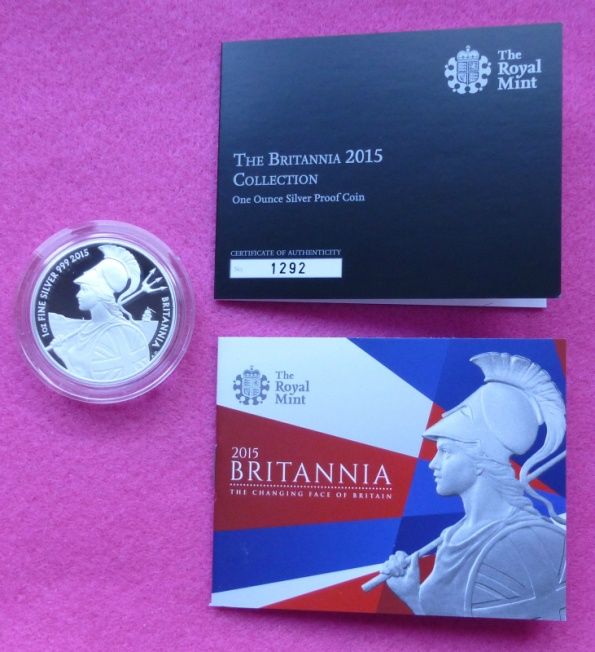 1oz FINE SILVER 999 2015
BRITANNIA
The
Royal
Mint
THE BRITANNIA 2015
COLLECTION
One Ounce Silver Proof Coin
CERTIFICATE OF AUTHENTICITY
No. 1292
The
Royal
Mint
2015
BRITANNIA
THE CHANGING FACE OF BRITAIN